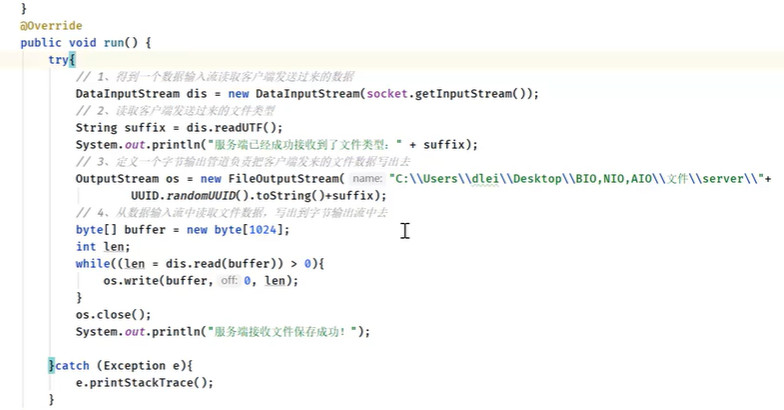 }
@Override
public void run() {
try{
// 1、得到一个数据输入流读取客户端发送过来的数据
DataInputStream dis = new DataInputStream(socket.getInputStream());
// 2、读取客户端发送过来的文件类型
String suffix = dis.readUTF();
System.out.println("服务端已经成功接收到了文件类型：" + suffix);
// 3、定义一个字节输出管道负责把客户端发来的文件数据写出去
OutputStream os = new FileOutputStream( name: "C:\\Users\\dlei\\Desktop\\BIO,NIO,AIO\\文件\\server\\"+
UUID.randomUUID().toString()+suffix);
// 4、从数据输入流中读取文件数据，写出到字节输出流中去
byte[] buffer = new byte[1024];
int len;
while((len = dis.read(buffer)) > 0){
os.write(buffer, off: 0, len);
}
os.close();
System.out.println("服务端接收文件保存成功！");
}catch (Exception e){
e.printStackTrace();
}